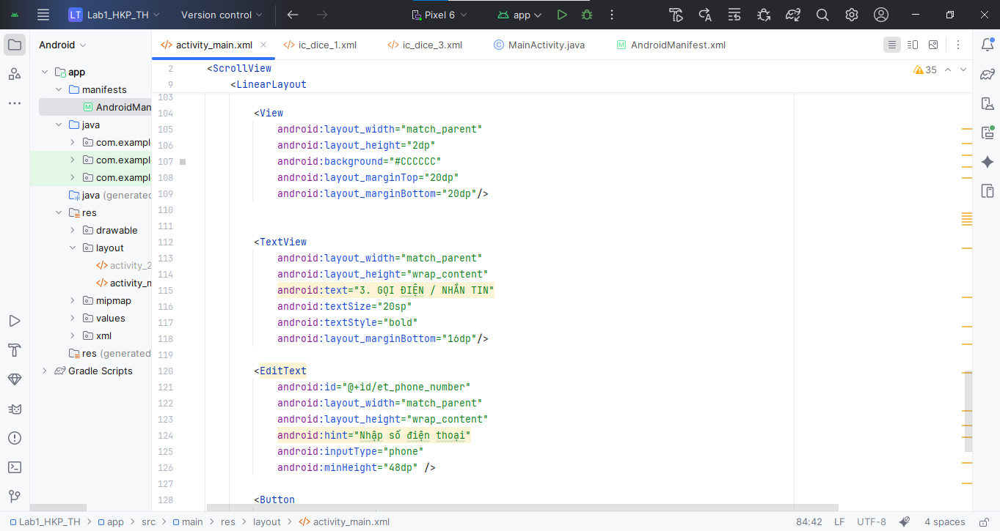 LT Lab1_HKP_TH Version control Pixel 6 app
Android
activity_main.xml ic_dice_1.xml ic_dice_3.xml MainActivity.java AndroidManifest.xml
app
manifests
AndroidMan
java
com.exampl
com.example
com.example
java (generated
res
drawable
layout
activity_2
activity_m
mipmap
values
xml
res (generated
Gradle Scripts
35
2 <ScrollView
9 <LinearLayout
103
104 <View
105 android:layout_width="match_parent"
106 android:layout_height="2dp"
107 android:background="#CCCCCC"
108 android:layout_marginTop="20dp"
109 android:layout_marginBottom="20dp"/>
110
111
112 <TextView
113 android:layout_width="match_parent"
114 android:layout_height="wrap_content"
115 android:text="3. GỌI ĐIỆN / NHẮN TIN"
116 android:textSize="20sp"
117 android:textStyle="bold"
118 android:layout_marginBottom="16dp"/>
119
120 <EditText
121 android:id="@+id/et_phone_number"
122 android:layout_width="match_parent"
123 android:layout_height="wrap_content"
124 android:hint="Nhập số điện thoại"
125 android:inputType="phone"
126 android:minHeight="48dp" />
127
128 <Button
Lab1_HKP_TH > app > src > main > res > layout > activity_main.xml 84:42 LF UTF-8 4 spaces